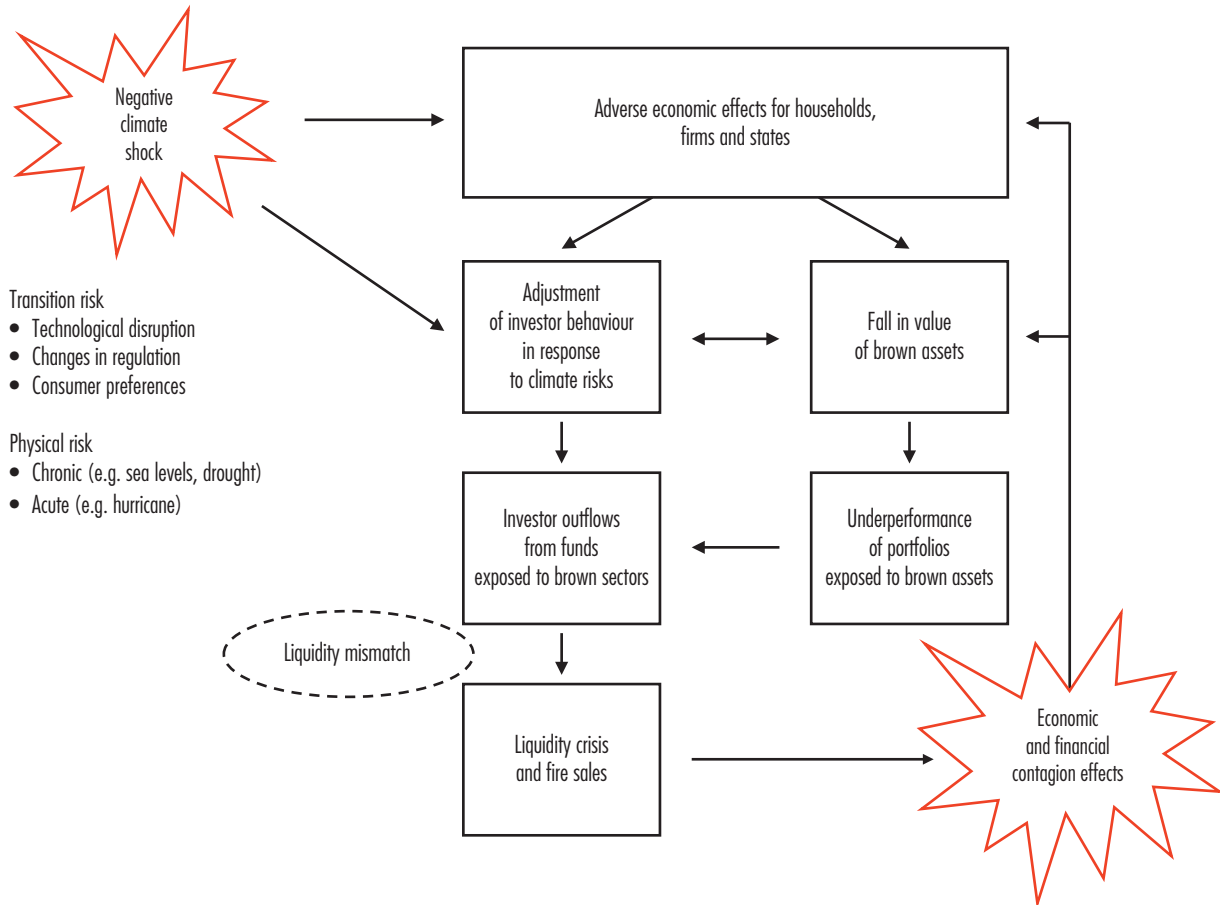 Negative
climate
shock
Adverse economic effects for households,
firms and states
Transition risk
• Technological disruption
• Changes in regulation
• Consumer preferences
Physical risk
• Chronic (e.g. sea levels, drought)
• Acute (e.g. hurricane)
Adjustment
of investor behaviour
in response
to climate risks
Fall in value
of brown assets
Investor outflows
from funds
exposed to brown sectors
Underperformance
of portfolios
exposed to brown assets
Liquidity mismatch
Liquidity crisis
and fire sales
Economic
and financial
contagion effects